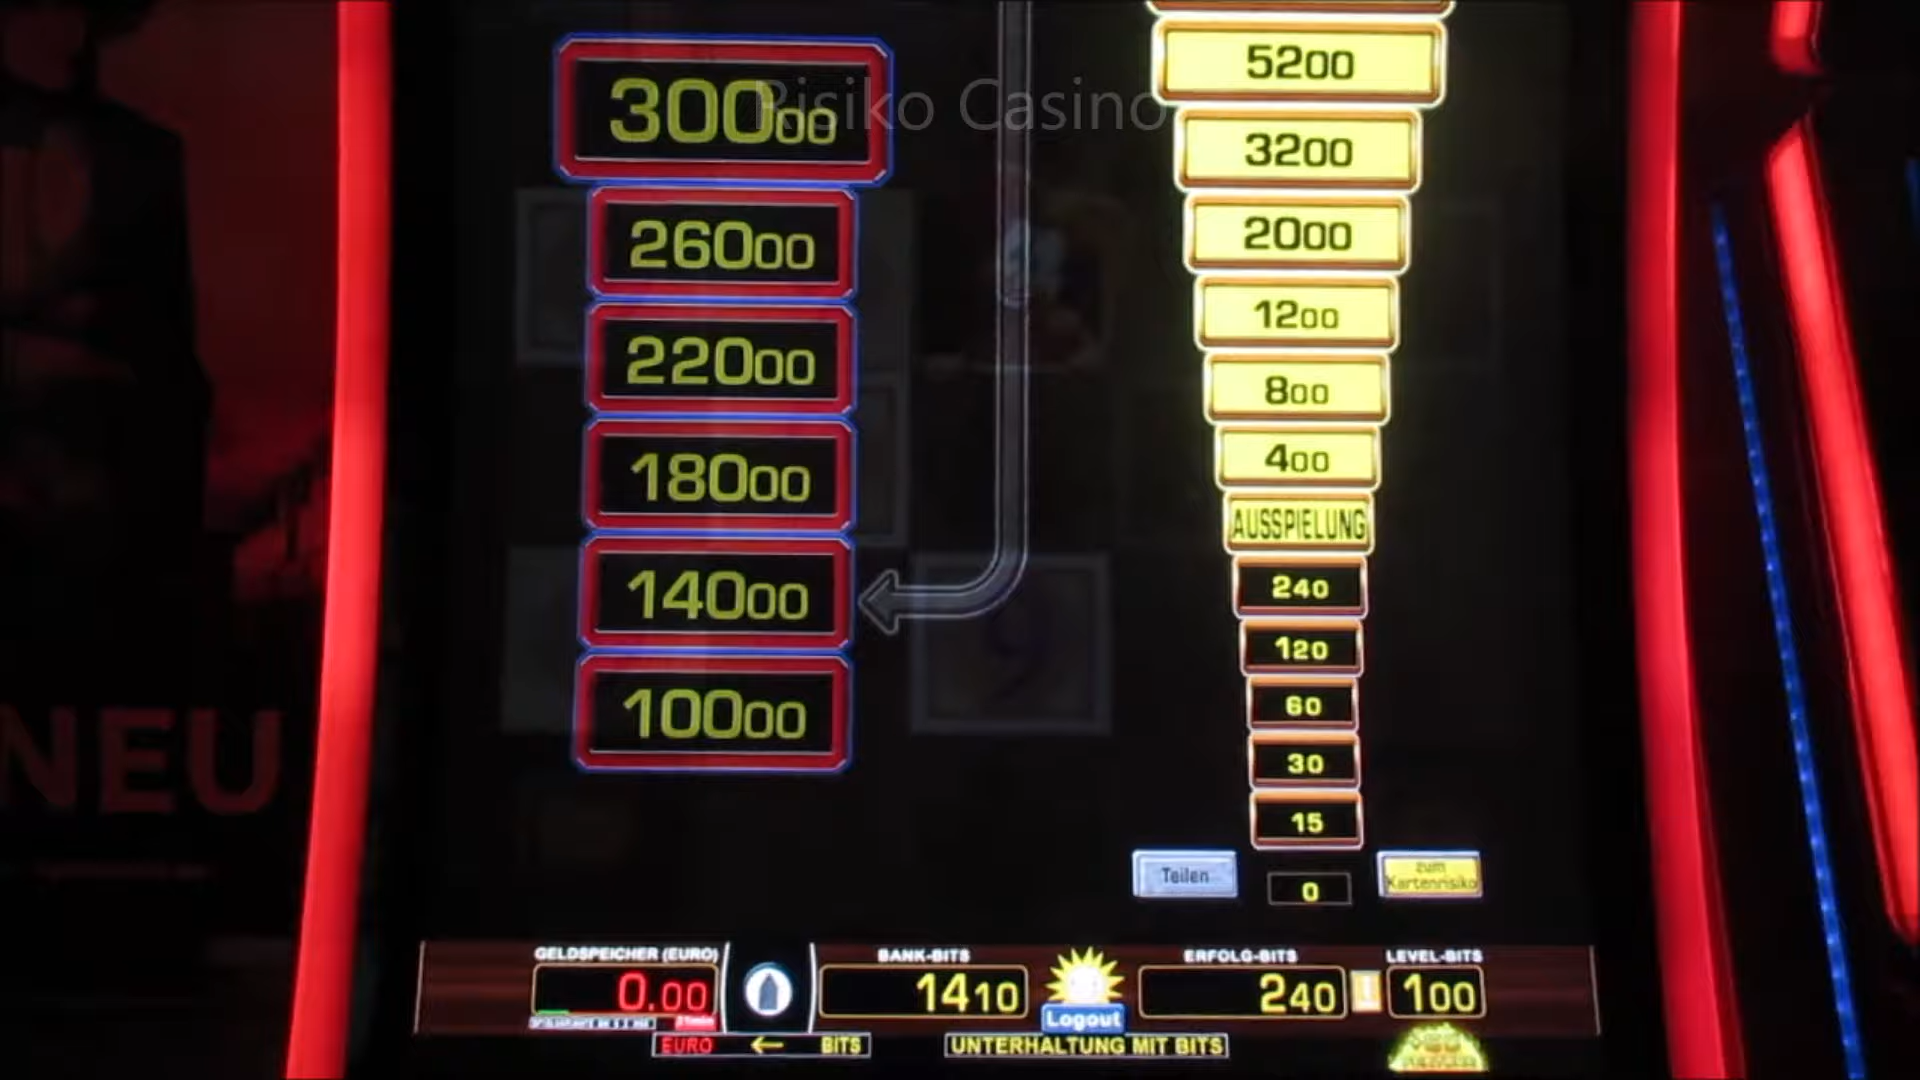 Risiko Casino
30000
26000
22000
18000
14000
10000
5200
3200
2000
1200
800
400
AUSSPIELUNG
240
120
60
30
15
0
Teilen
zum
Kartenrisiko
NEU
GELDSPEICHER (EURO)
0.00
BANK-BITS
1410
Logout
ERFOLG-BITS
240
LEVEL-BITS
100
EURO ← BITS
UNTERHALTUNG MIT BITS